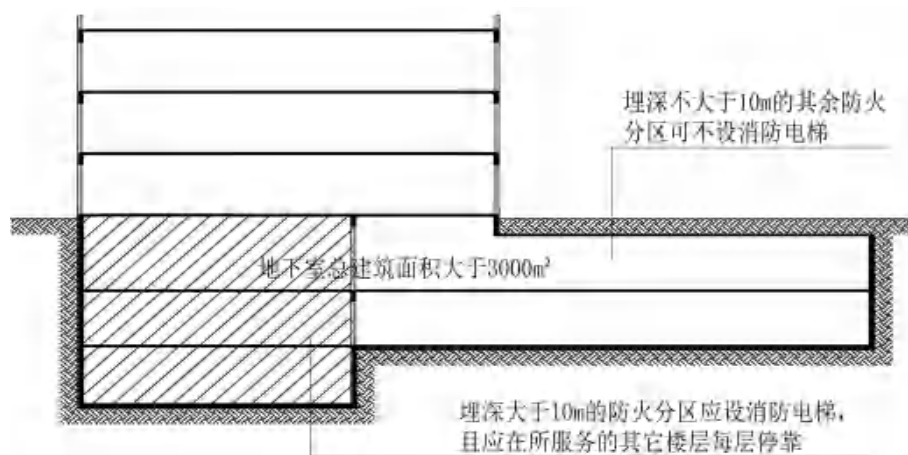 埋深不大于10m的其余防火
分区可不设消防电梯
地下室总建筑面积大于3000m²
埋深大于10m的防火分区应设消防电梯，
且应在所服务的其它楼层每层停靠